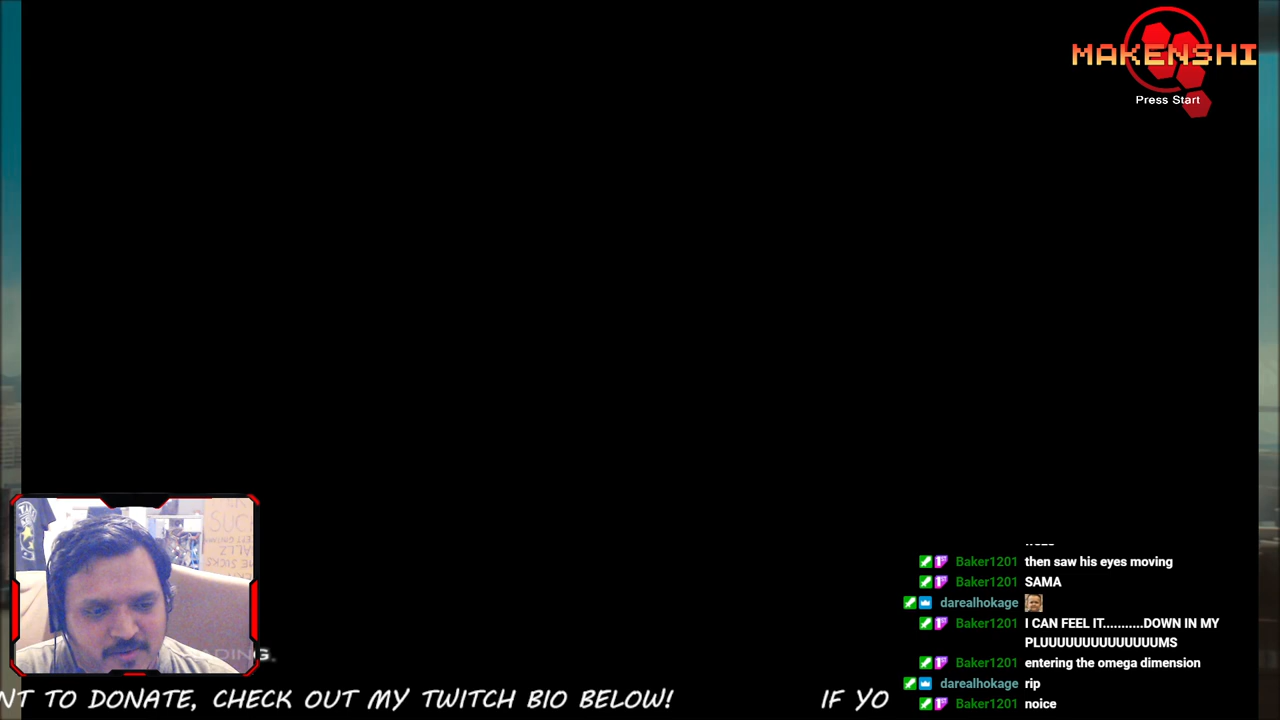 MAKENSHI
Press Start
Baker1201 then saw his eyes moving
Baker1201 SAMA
darealhokage
Baker1201 I CAN FEEL IT..........DOWN IN MY
PLUUUUUUUUUUUUUUMS
Baker1201 entering the omega dimension
darealhokage rip
Baker1201 noice
SUC
ADING.
NT TO DONATE, CHECK OUT MY TWITCH BIO BELOW! IF YO